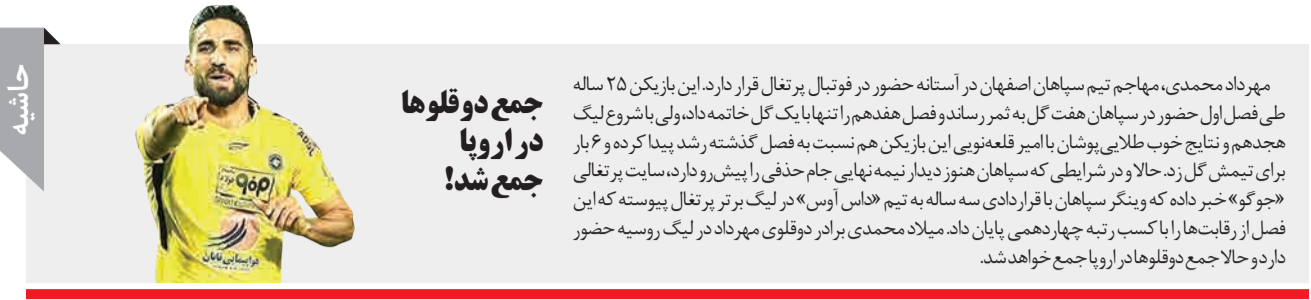 حاشیه
جمع دوقلوها
در اروپا
جمع شد!
مهرداد محمدی، مهاجم تیم سپاهان اصفهان در آستانه حضور در فوتبال پرتغال قرار دارد. این بازیکن ۲۵ ساله
طی فصل اول حضور در سپاهان هفت گل به ثمر رساند و فصل هفدهم را تنها با یک گل خاتمه داد، ولی با شروع لیگ
هجدهم و نتایج خوب طلایی‌پوشان با امیر قلعه‌نویی این بازیکن هم نسبت به فصل گذشته رشد پیدا کرده و ۶ بار
برای تیمش گل زد. حالا و در شرایطی که سپاهان هنوز دیدار نیمه نهایی جام حذفی را پیش‌رو دارد، سایت پرتغالی
«جوگو» خبر داده که وینگر سپاهان با قراردادی سه ساله به تیم «داس آوس» در لیگ برتر پرتغال پیوسته که این
فصل از رقابت‌ها را با کسب رتبه چهاردهمی پایان داد. میلاد محمدی برادر دوقلوی مهرداد در لیگ روسیه حضور
دارد و حالا جمع دوقلوها در اروپا جمع خواهد شد.
فولاد
هواپیمایی تابان